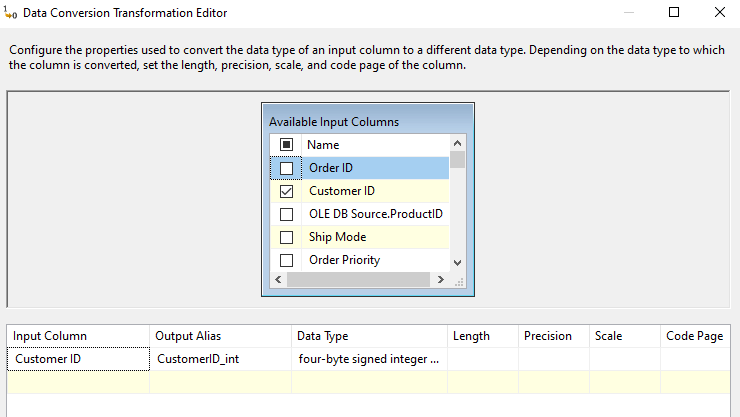 Data Conversion Transformation Editor
Configure the properties used to convert the data type of an input column to a different data type. Depending on the data type to which
the column is converted, set the length, precision, scale, and code page of the column.
Available Input Columns
Name
Order ID
Customer ID
OLE DB Source.ProductID
Ship Mode
Order Priority
Input Column Output Alias Data Type Length Precision Scale Code Page
Customer ID CustomerID_int four-byte signed integer ...